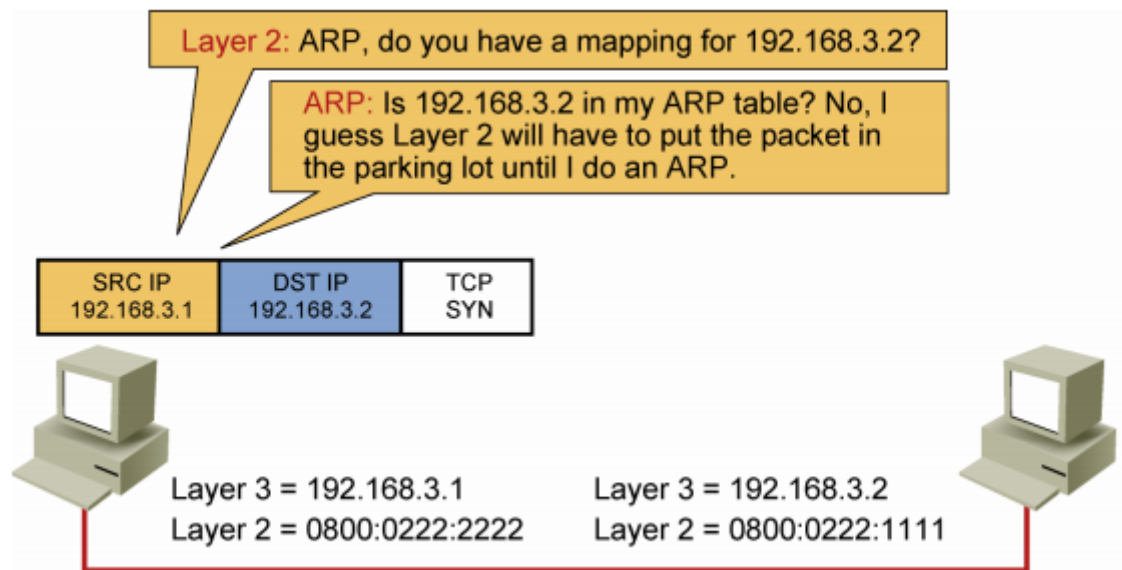 Layer 2: ARP, do you have a mapping for 192.168.3.2?
ARP: Is 192.168.3.2 in my ARP table? No, I
guess Layer 2 will have to put the packet in
the parking lot until I do an ARP.
SRC IP
192.168.3.1
DST IP
192.168.3.2
TCP
SYN
Layer 3 = 192.168.3.1
Layer 2 = 0800:0222:2222
Layer 3 = 192.168.3.2
Layer 2 = 0800:0222:1111